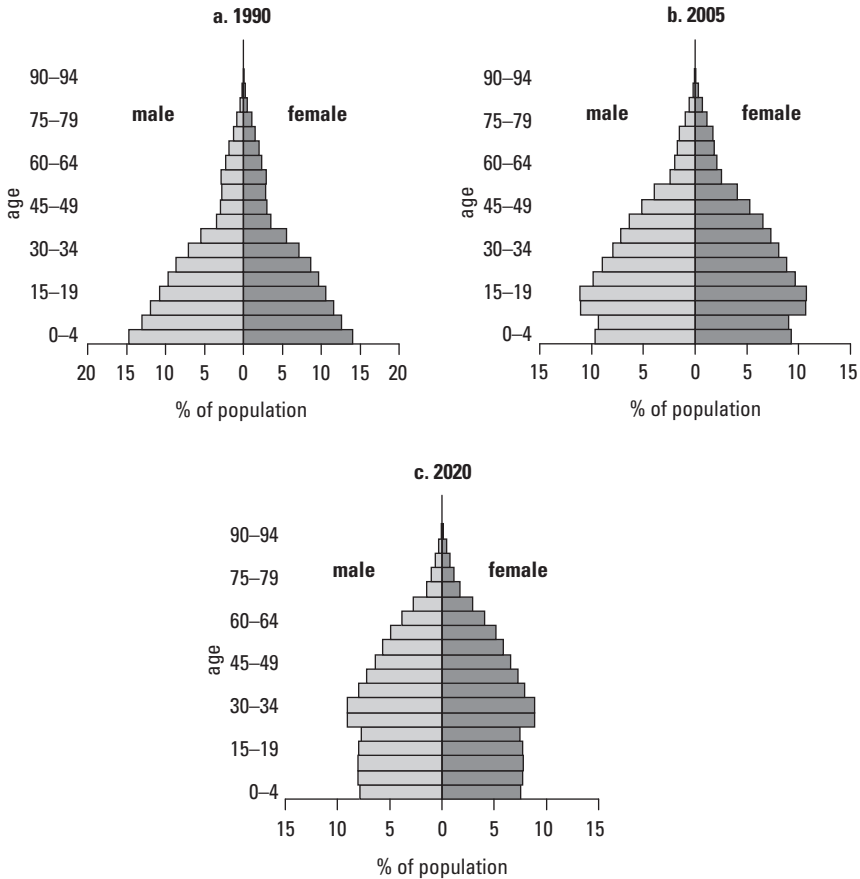 a. 1990
90–94
75–79
60–64
45–49
30–34
15–19
0–4
age
male
female
20 15 10 5 0 5 10 15 20
% of population
b. 2005
90–94
75–79
60–64
45–49
30–34
15–19
0–4
age
male
female
15 10 5 0 5 10 15
% of population
c. 2020
90–94
75–79
60–64
45–49
30–34
15–19
0–4
age
male
female
15 10 5 0 5 10 15
% of population